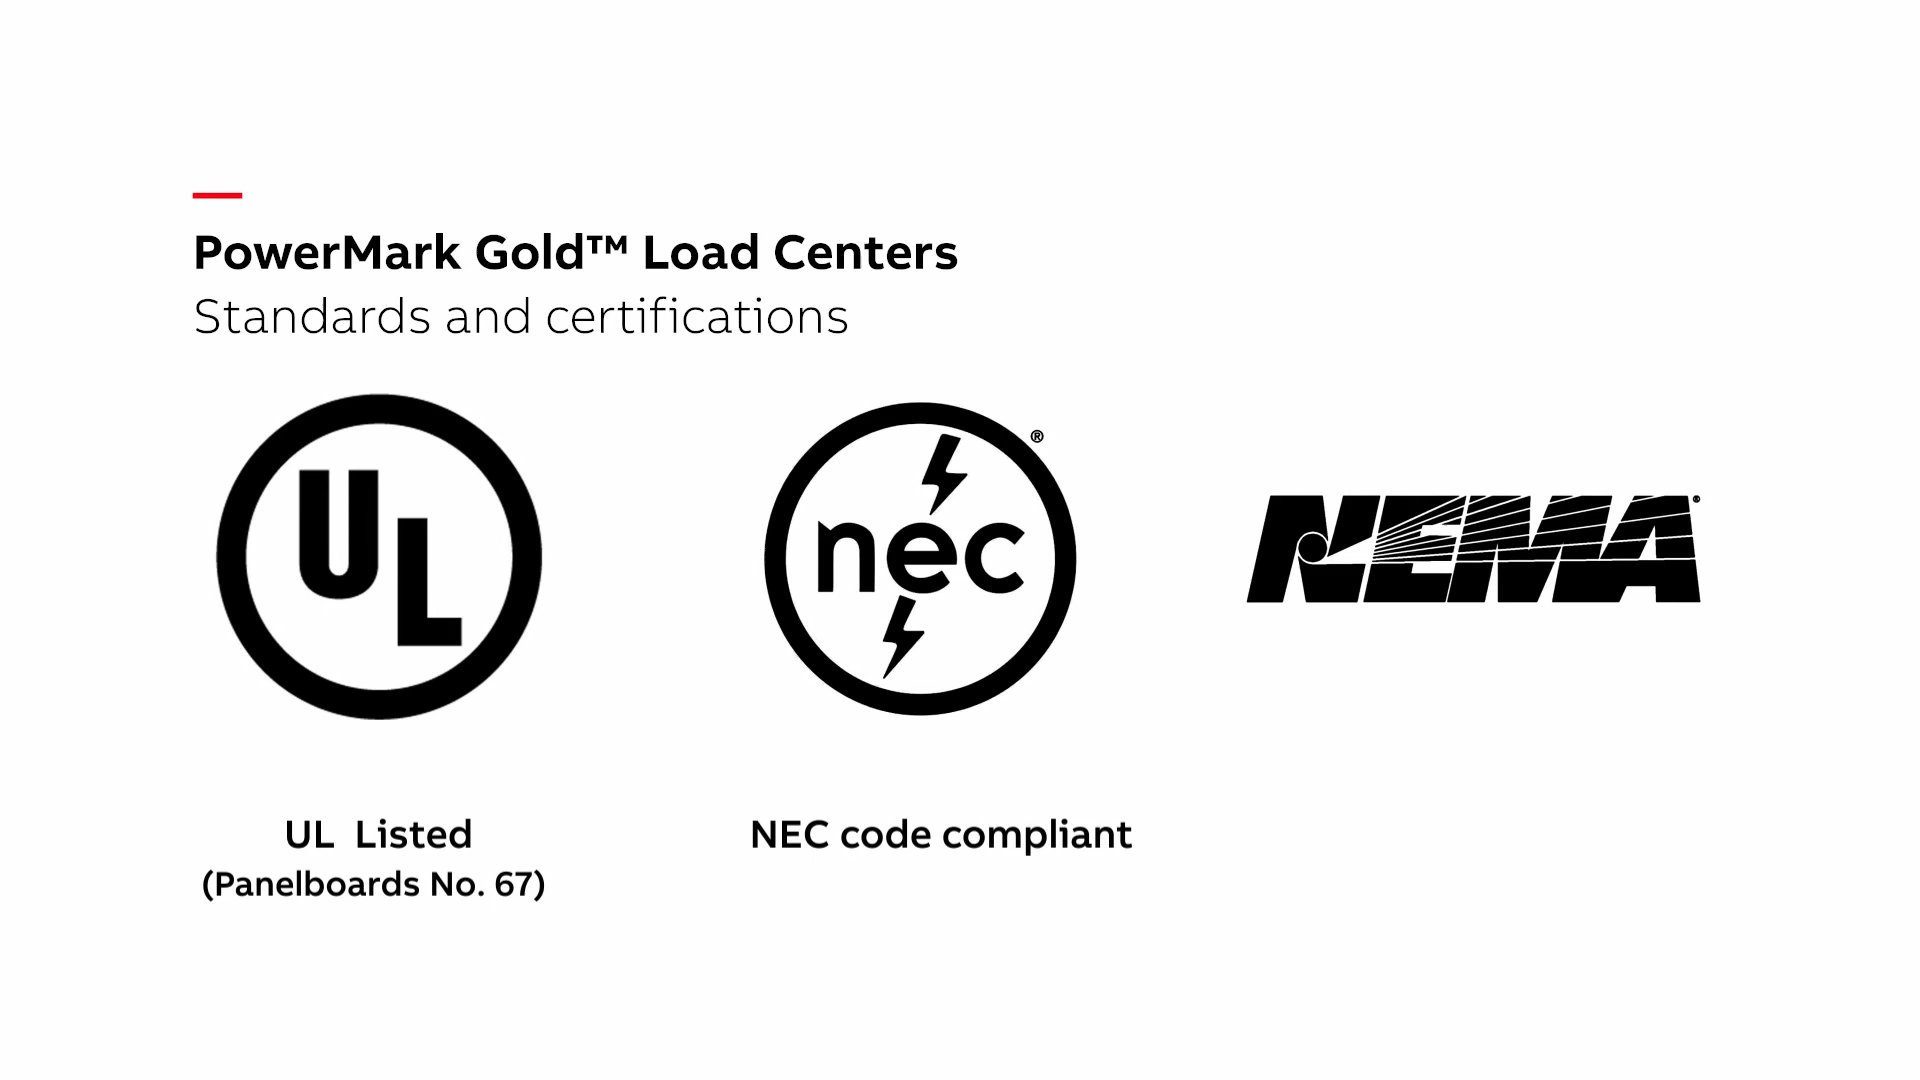 PowerMark Gold™ Load Centers
Standards and certifications
UL
nec®
NEMA®
UL Listed
(Panelboards No. 67)
NEC code compliant